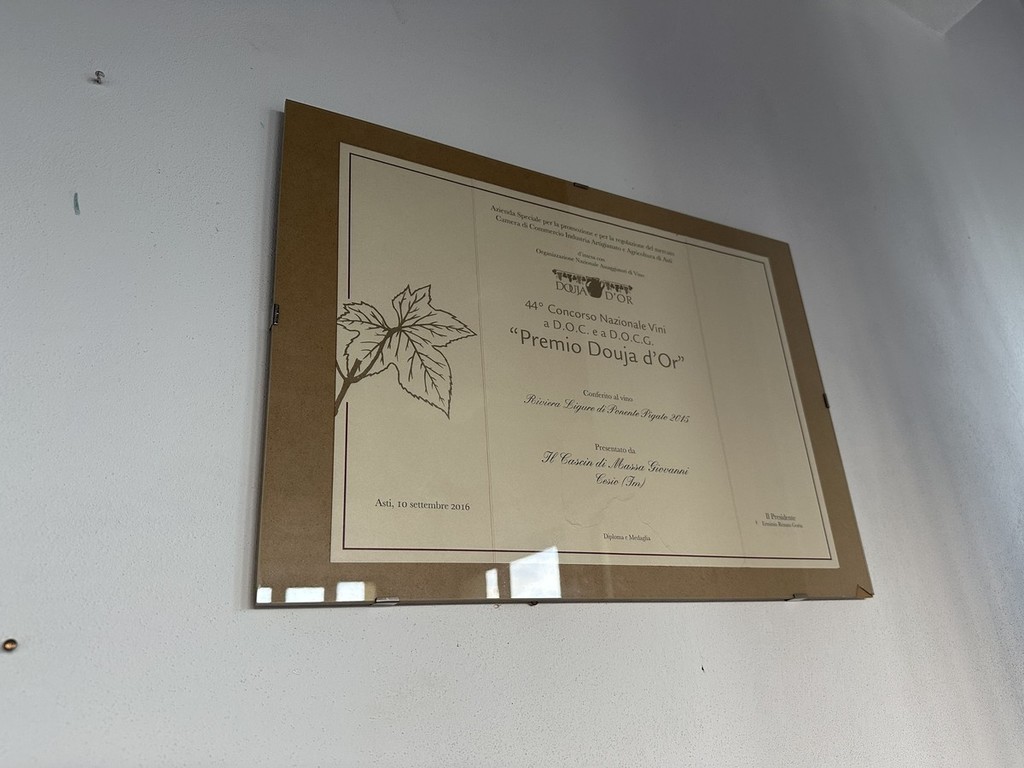 Azienda Speciale per la promozione e per la regolazione del mercato
Camera di Commercio Industria Artigianato e Agricoltura di Asti
d'intesa con
Organizzazione Nazionale Assaggiatori di Vino
DOUJA D'OR
44° Concorso Nazionale Vini
a D.O.C. e a D.O.C.G.
“Premio Douja d'Or”
Conferito al vino
Riviera Ligure di Ponente Pigato 2015
Presentato da
Il Cascin di Massa Giovanni
Cosio (Im)
Asti, 10 settembre 2016
Il Presidente
Diploma e Medaglia